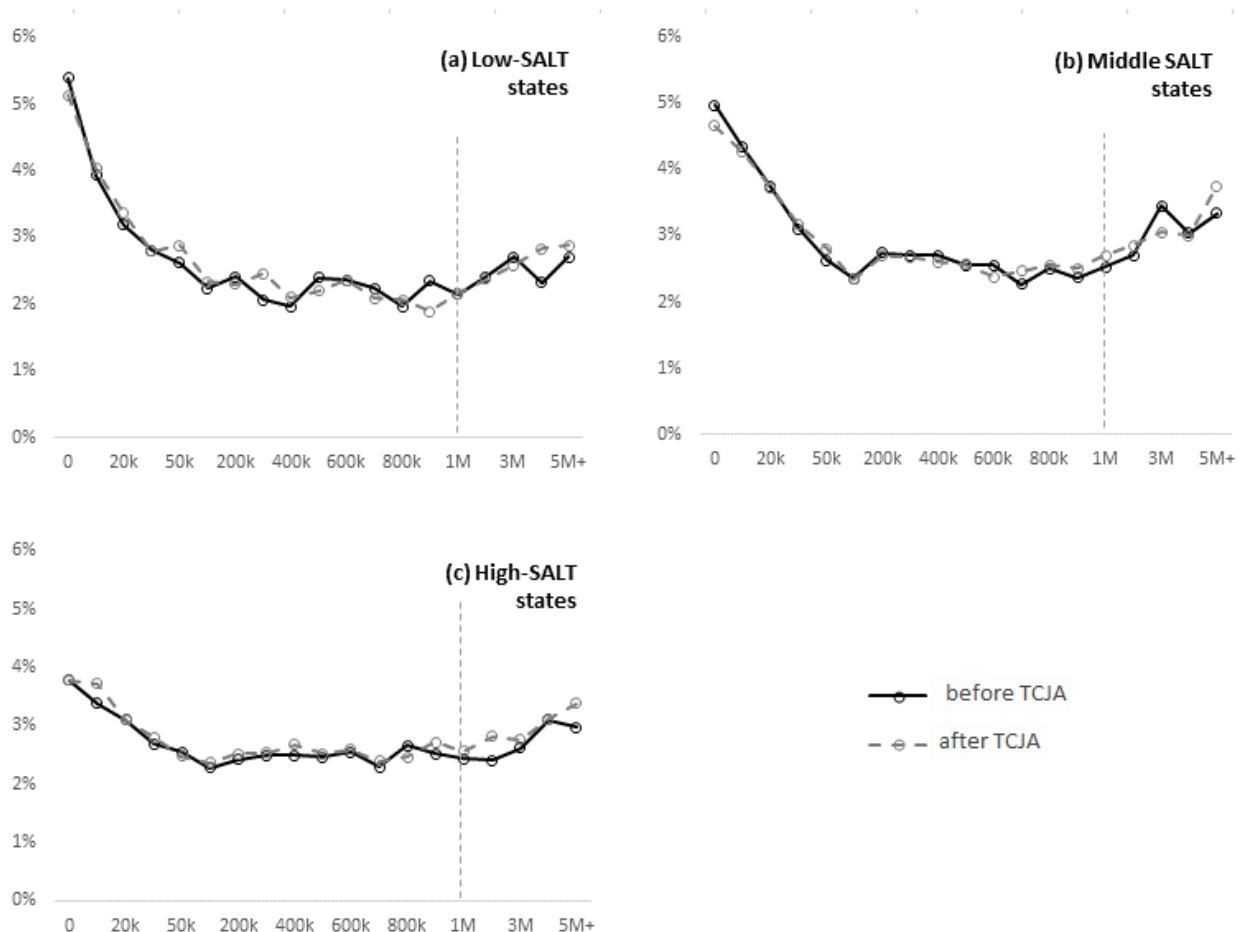 6%
5%
4%
3%
2%
1%
0%
(a) Low-SALT
states
0 20k 50k 200k 400k 600k 800k 1M 3M 5M+
6%
5%
4%
3%
2%
1%
0%
(b) Middle SALT
states
0 20k 50k 200k 400k 600k 800k 1M 3M 5M+
6%
5%
4%
3%
2%
1%
0%
(c) High-SALT
states
0 20k 50k 200k 400k 600k 800k 1M 3M 5M+
before TCJA
after TCJA